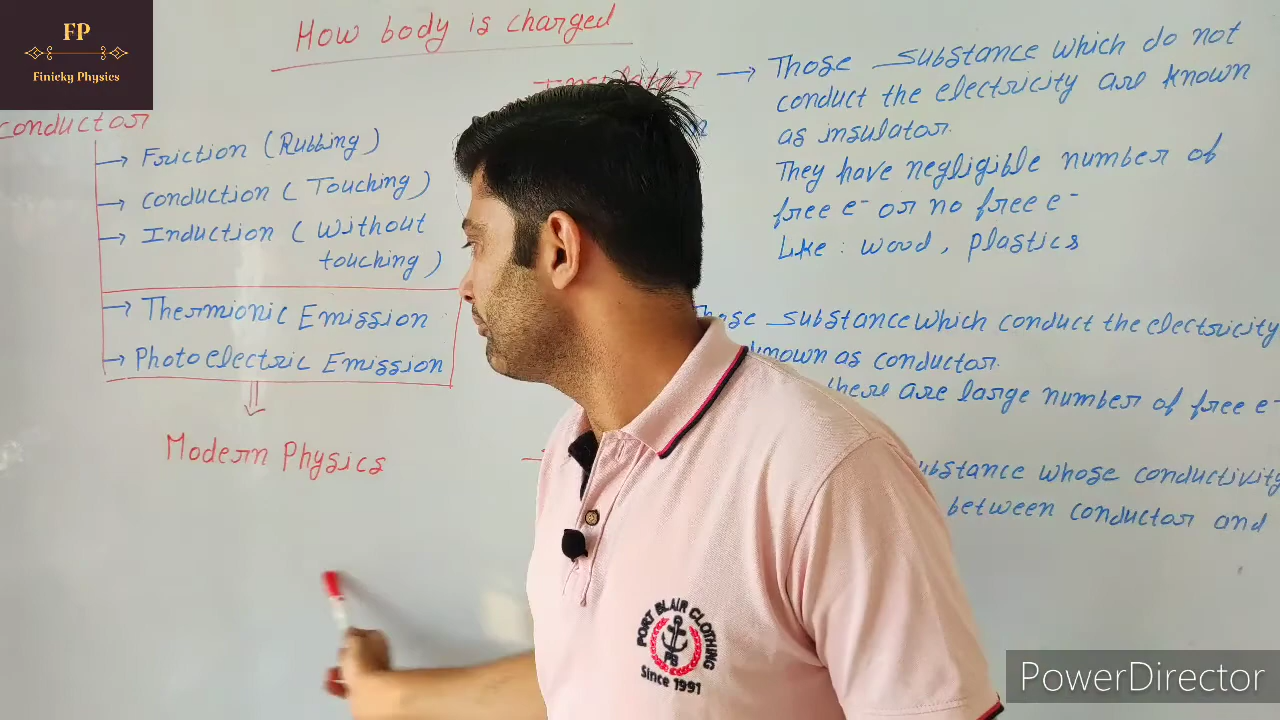 FP
Finicky Physics
How body is charged
conductor
Friction (Rubbing)
conduction (Touching)
Induction (without
touching)
Thermionic Emission
Photo electric Emission
Modern Physics
Those substance which do not
conduct the electricity are known
as insulator.
They have negligible number of
free e- or no free e-
Like : wood, plastics
substance which conduct the electricity
known as conductor.
there are large number of free e-
substance whose conductivity
between conductor and
PORT BLAIR CLOTHING
PB
Since 1991
PowerDirector